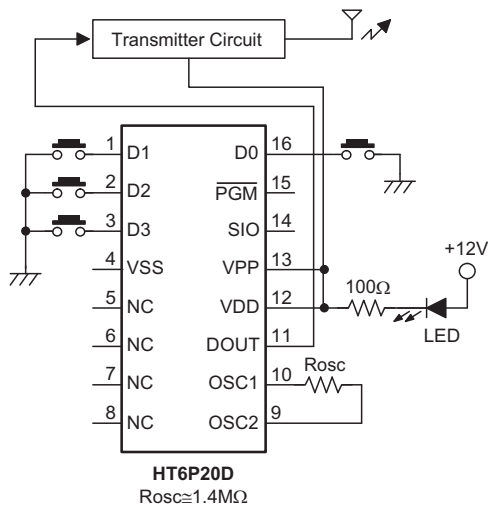 Transmitter Circuit
1 D1 D0 16
2 D2 P̅G̅M̅ 15
3 D3 SIO 14
4 VSS VPP 13
+12V
5 NC VDD 12 100Ω
LED
6 NC DOUT 11
7 NC OSC1 10 Rosc
8 NC OSC2 9
HT6P20D
Rosc≅1.4MΩ